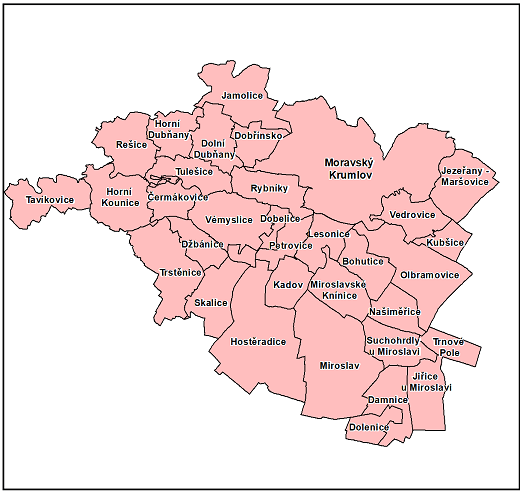 Jamolice
Horní
Dubňany
Dobřínsko
Rešice
Dolní
Dubňany
Moravský
Krumlov
Jezeřany -
Maršovice
Tulešice
Rybníky
Tavíkovice
Horní
Kounice
Čermákovice
Vémyslice
Dobelice
Vedrovice
Lesonice
Kubšice
Džbánice
Petrovice
Bohutice
Trstěnice
Olbramovice
Kadov
Miroslavské
Knínice
Skalice
Našiměřice
Hostěradice
Suchohrdly
u Miroslavi
Trnové
Pole
Miroslav
Jiřice
u Miroslavi
Damnice
Dolenice